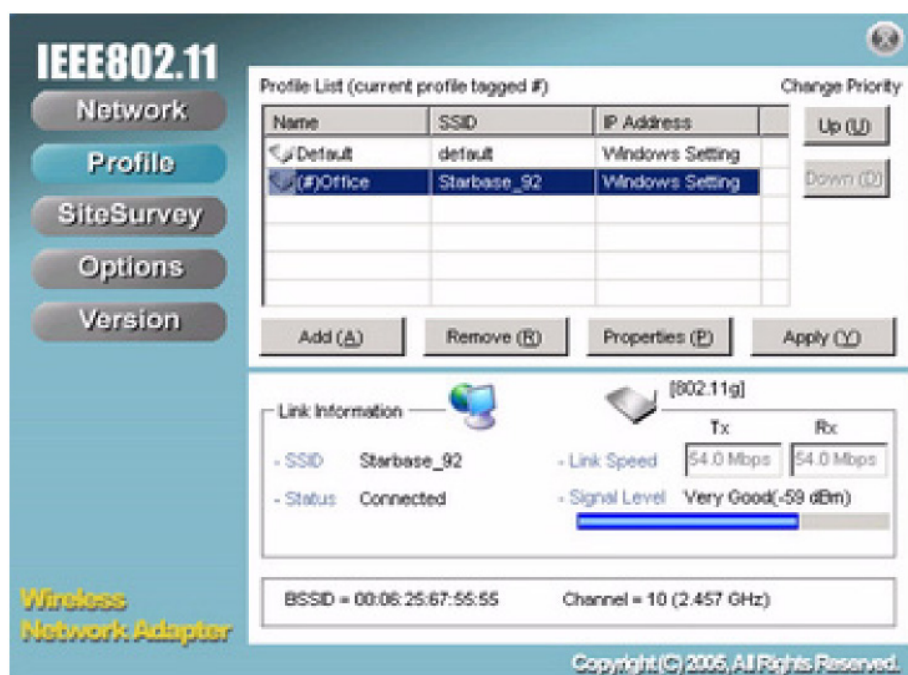 IEEE802.11
Network
Profile
SiteSurvey
Options
Version
Wireless
Network Adapter
Profile List (current profile tagged #)
Change Priority
Name SSID IP Address
Default default Windows Setting
(#)Office Starbase_92 Windows Setting
Up (U)
Down (D)
Add (A) Remove (R) Properties (P) Apply (Y)
Link Information
[802.11g]
Tx Rx
- SSID Starbase_92
- Link Speed 54.0 Mbps 54.0 Mbps
- Status Connected
- Signal Level Very Good(-59 dBm)
BSSID = 00:06:25:67:55:55 Channel = 10 (2.457 GHz)
Copyright (C) 2005, All Rights Reserved.